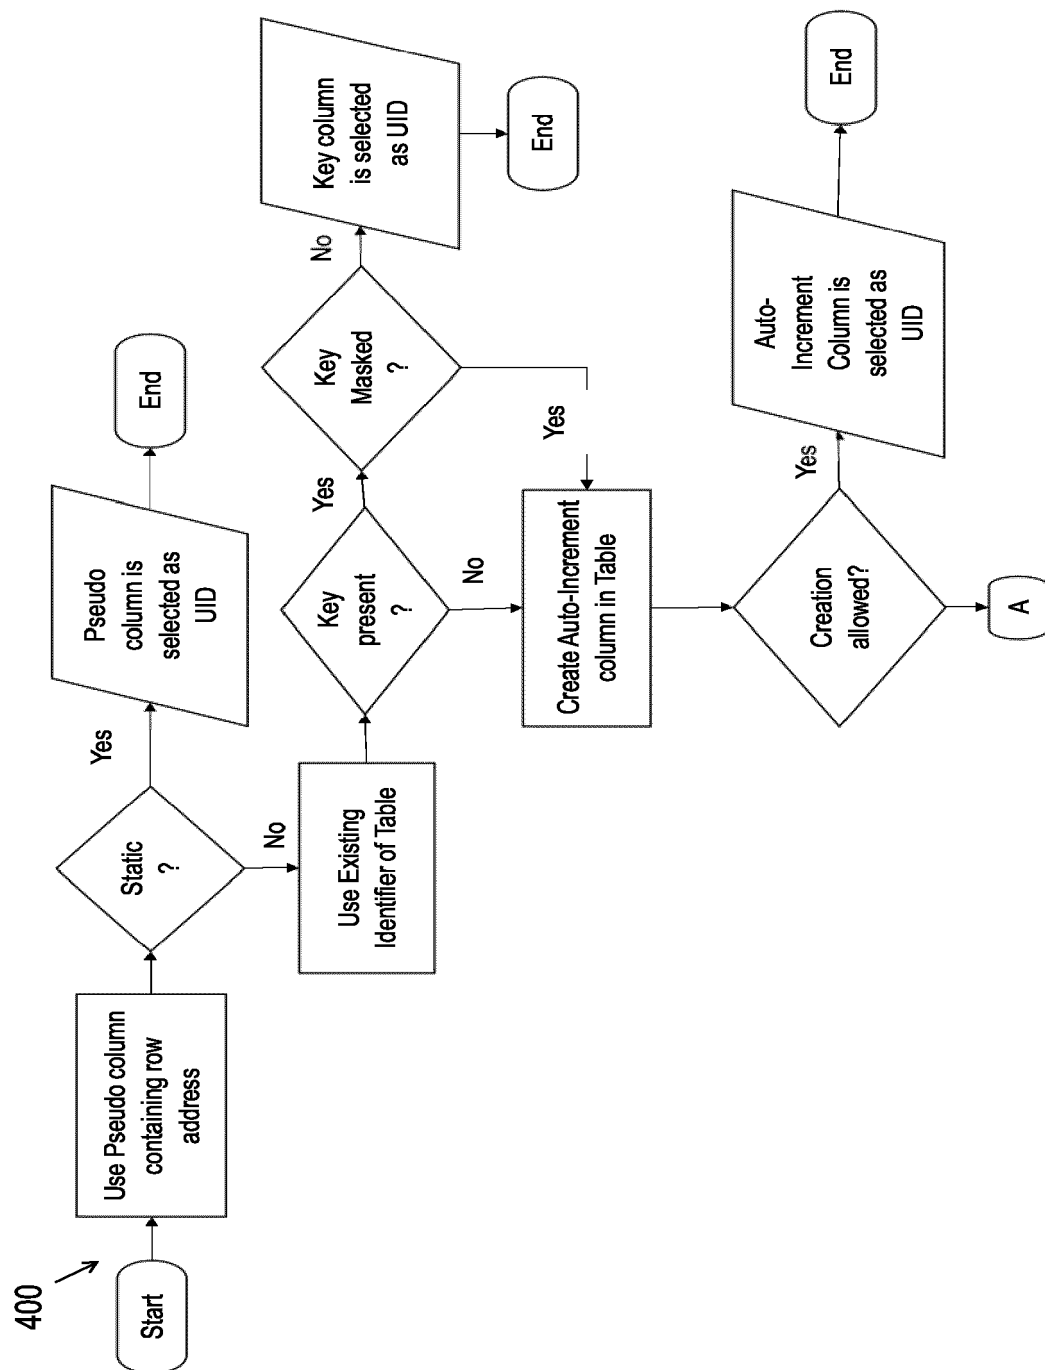 400
Start
Use Pseudo column
containing row
address
Static
?
Yes
Pseudo
column is
selected as
UID
End
No
Use Existing
Identifier of Table
Key
present
?
Yes
Key
Masked
?
No
Key column
is selected
as UID
End
No
Yes
Create Auto-Increment
column in Table
Creation
allowed?
Yes
Auto-
Increment
Column is
selected as
UID
End
A